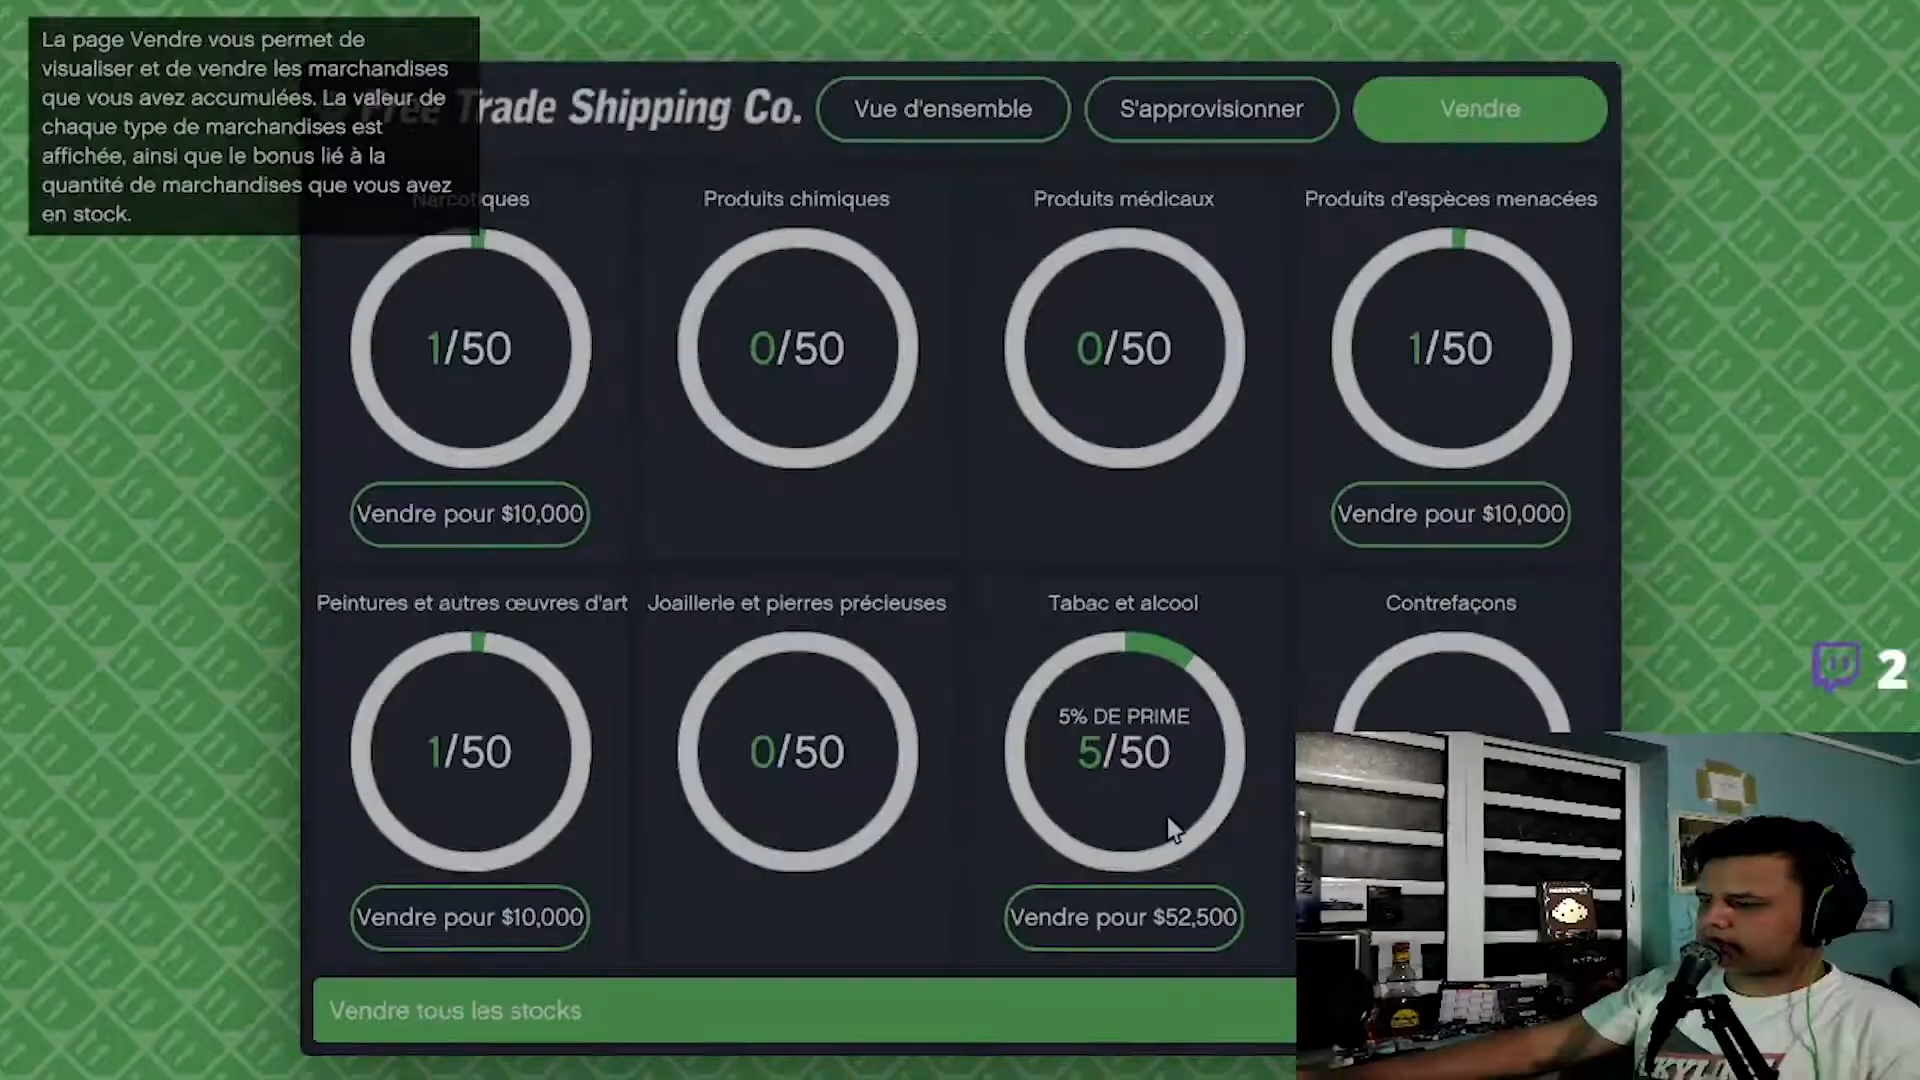 La page Vendre vous permet de
visualiser et de vendre les marchandises
que vous avez accumulées. La valeur de
chaque type de marchandises est
affichée, ainsi que le bonus lié à la
quantité de marchandises que vous avez
en stock.
Free Trade Shipping Co.
Vue d'ensemble
S'approvisionner
Vendre
Narcotiques
Produits chimiques
Produits médicaux
Produits d'espèces menacées
1/50
0/50
0/50
1/50
Vendre pour $10,000
Vendre pour $10,000
Peintures et autres œuvres d'art
Joaillerie et pierres précieuses
Tabac et alcool
Contrefaçons
1/50
0/50
5% DE PRIME
5/50
Vendre pour $10,000
Vendre pour $52,500
Vendre tous les stocks
2